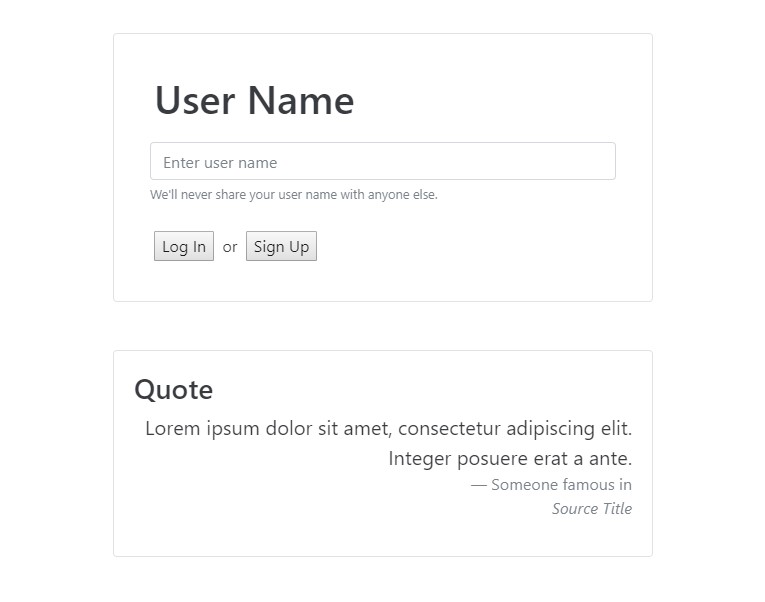 User Name
Enter user name
We'll never share your user name with anyone else.
Log In or Sign Up
Quote
Lorem ipsum dolor sit amet, consectetur adipiscing elit.
Integer posuere erat a ante.
— Someone famous in
Source Title